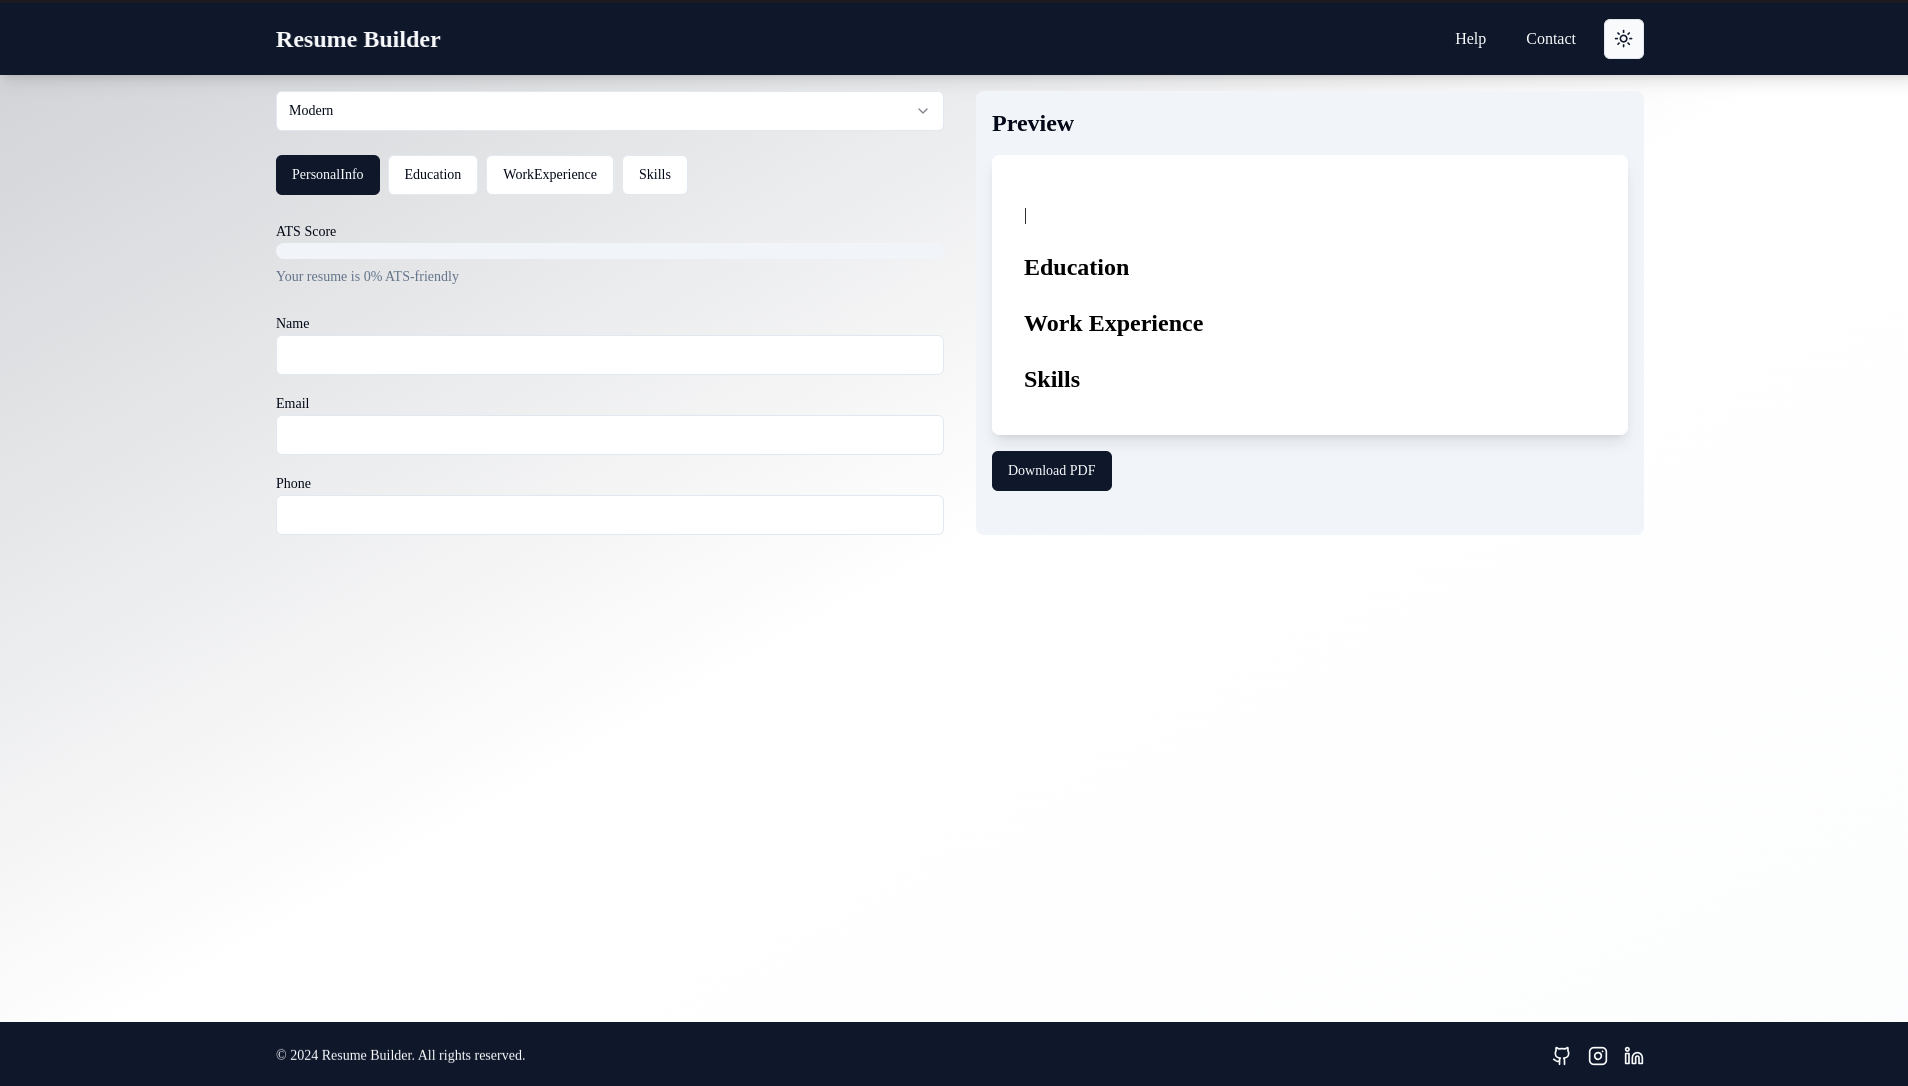 Resume Builder
Help
Contact
Modern
PersonalInfo
Education
WorkExperience
Skills
ATS Score
Your resume is 0% ATS-friendly
Name
Email
Phone
Preview
|
Education
Work Experience
Skills
Download PDF
© 2024 Resume Builder. All rights reserved.